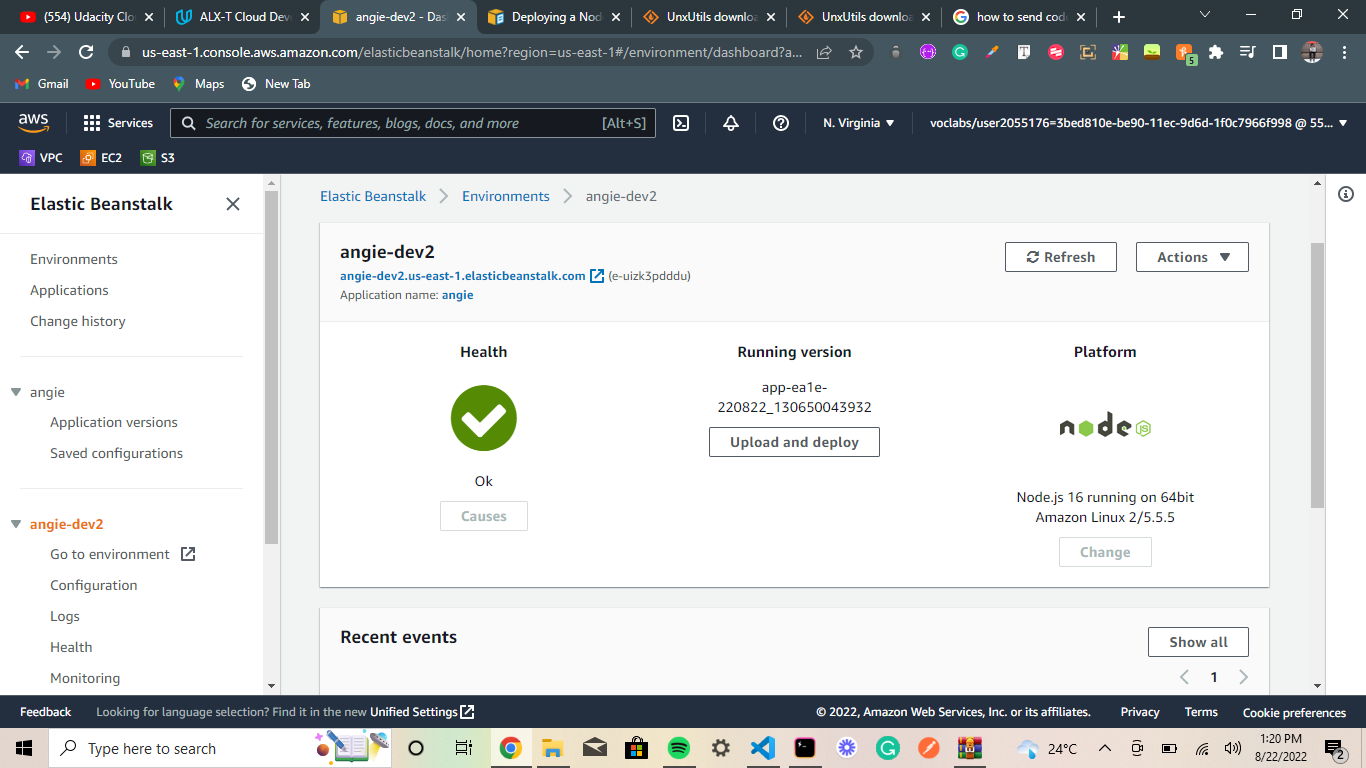 (554) Udacity Clo
ALX-T Cloud Dev
angie-dev2 - Das
Deploying a Nod
UnxUtils downloa
UnxUtils downloa
how to send cod
us-east-1.console.aws.amazon.com/elasticbeanstalk/home?region=us-east-1#/environment/dashboard?a...
5
Gmail
YouTube
Maps
New Tab
aws
Services
Search for services, features, blogs, docs, and more
[Alt+S]
N. Virginia
voclabs/user2055176=3bed810e-be90-11ec-9d6d-1f0c7966f998 @ 55...
VPC
EC2
S3
Elastic Beanstalk
Environments
Applications
Change history
angie
Application versions
Saved configurations
angie-dev2
Go to environment
Configuration
Logs
Health
Monitoring
Elastic Beanstalk
Environments
angie-dev2
angie-dev2
angie-dev2.us-east-1.elasticbeanstalk.com (e-uizk3pdddu)
Application name: angie
Refresh
Actions
Health
Ok
Causes
Running version
app-ea1e-
220822_130650043932
Upload and deploy
Platform
node JS
Node.js 16 running on 64bit
Amazon Linux 2/5.5.5
Change
Recent events
Show all
1
Feedback
Looking for language selection? Find it in the new Unified Settings
© 2022, Amazon Web Services, Inc. or its affiliates.
Privacy
Terms
Cookie preferences
Type here to search
24°C
1:20 PM
8/22/2022
2